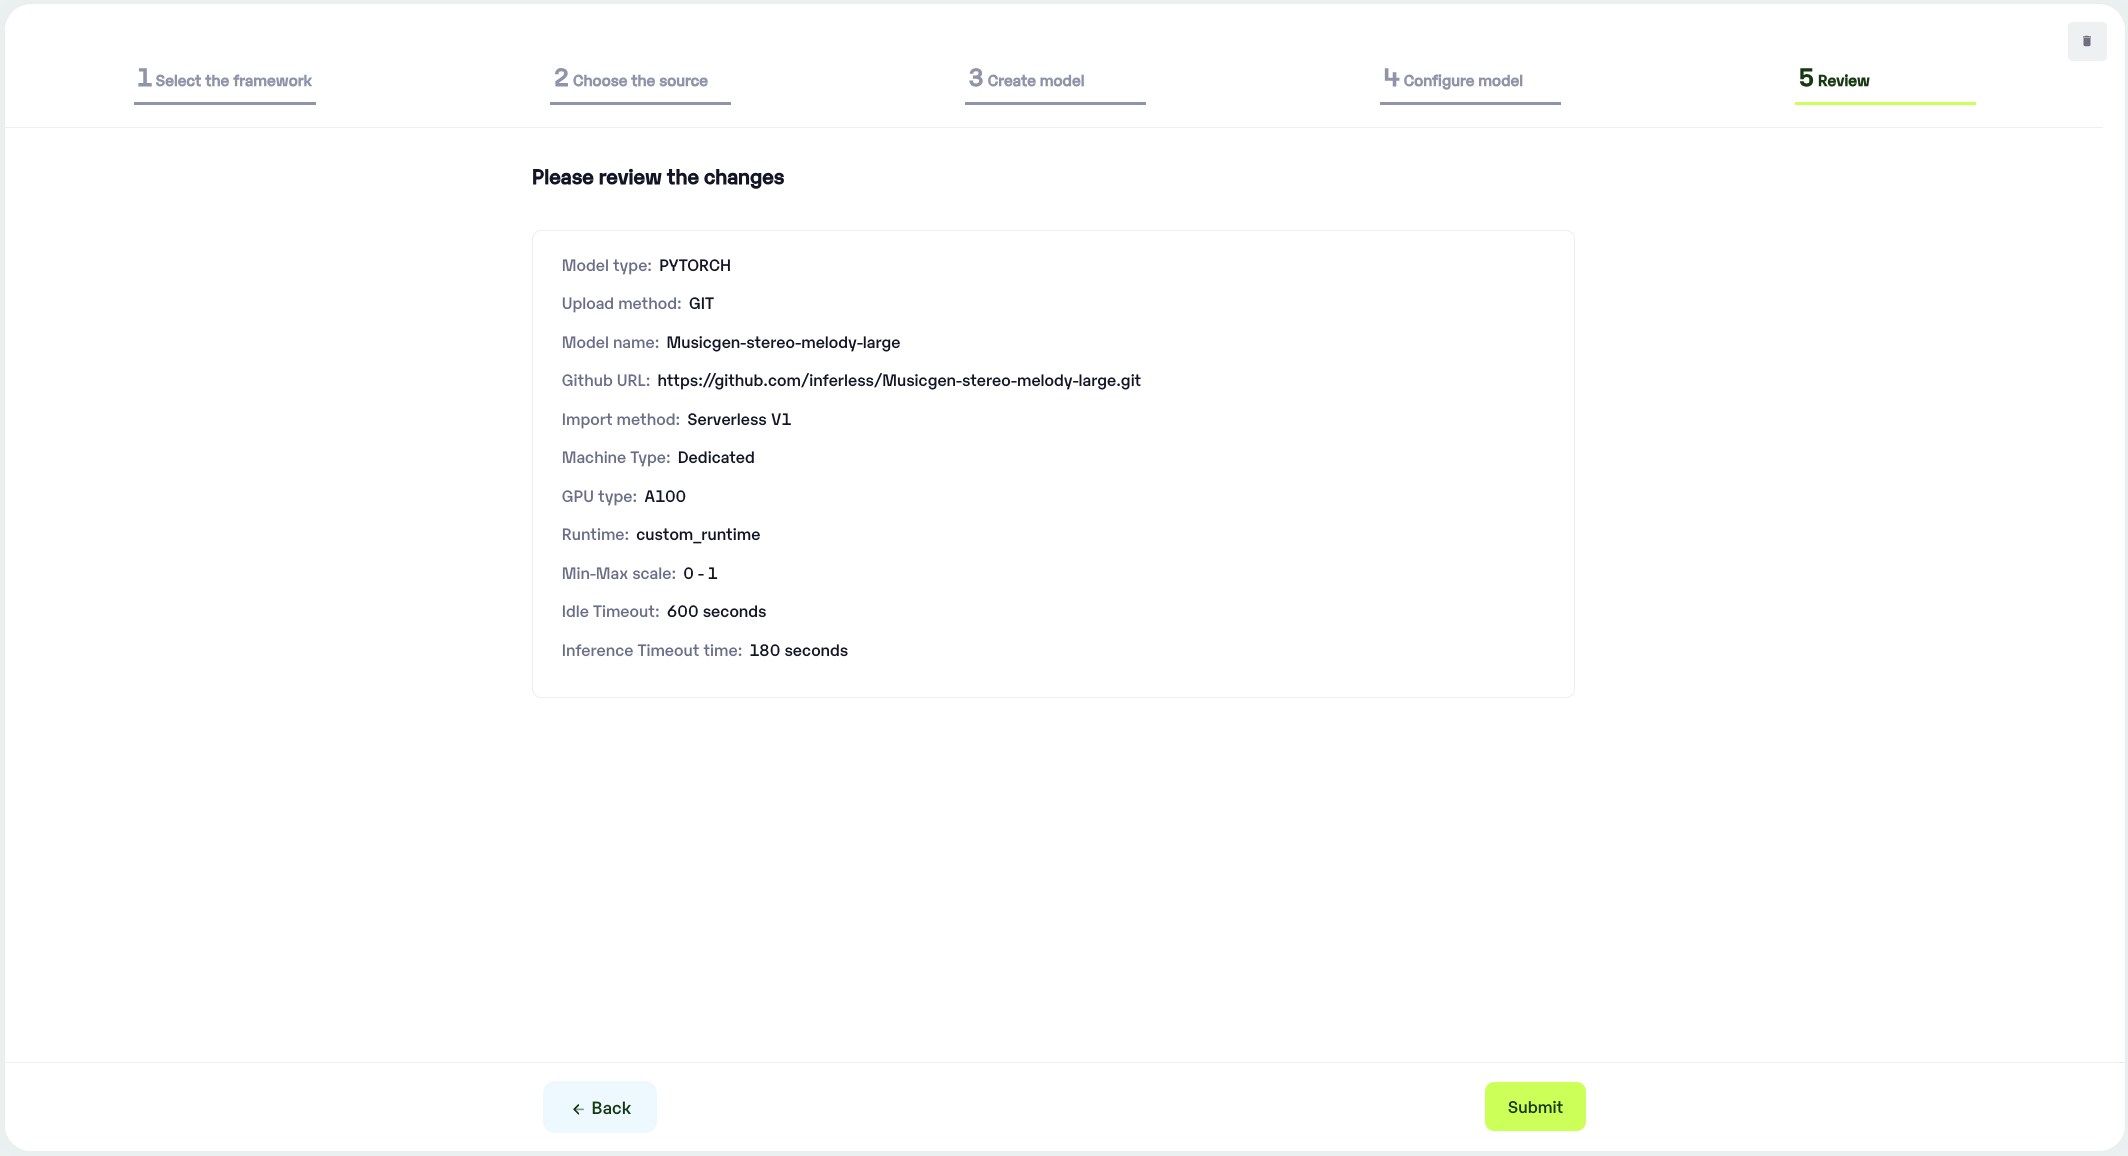 1 Select the framework
2 Choose the source
3 Create model
4 Configure model
5 Review
Please review the changes
Model type: PYTORCH
Upload method: GIT
Model name: Musicgen-stereo-melody-large
Github URL: https://github.com/inferless/Musicgen-stereo-melody-large.git
Import method: Serverless V1
Machine Type: Dedicated
GPU type: A100
Runtime: custom_runtime
Min-Max scale: 0 - 1
Idle Timeout: 600 seconds
Inference Timeout time: 180 seconds
← Back
Submit